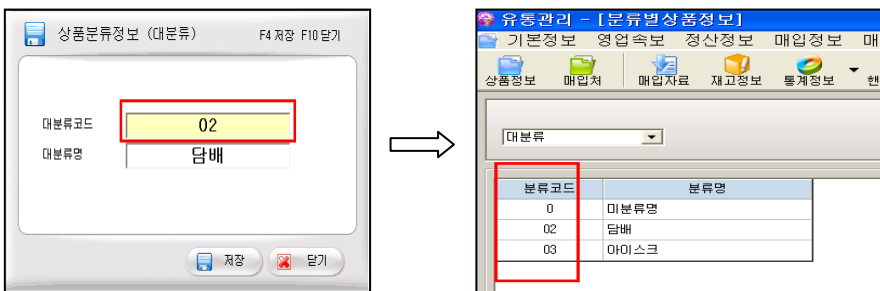 상품분류정보 (대분류) F4 저장 F10 닫기
대분류코드 02
대분류명 담배
저장 닫기
유통관리 - [분류별상품정보]
기본정보 영업속보 정산정보 매입정보 매
상품정보 매입처 매입자료 재고정보 통계정보 핸
대분류
분류코드 분류명
0 미분류명
02 담배
03 아이스크